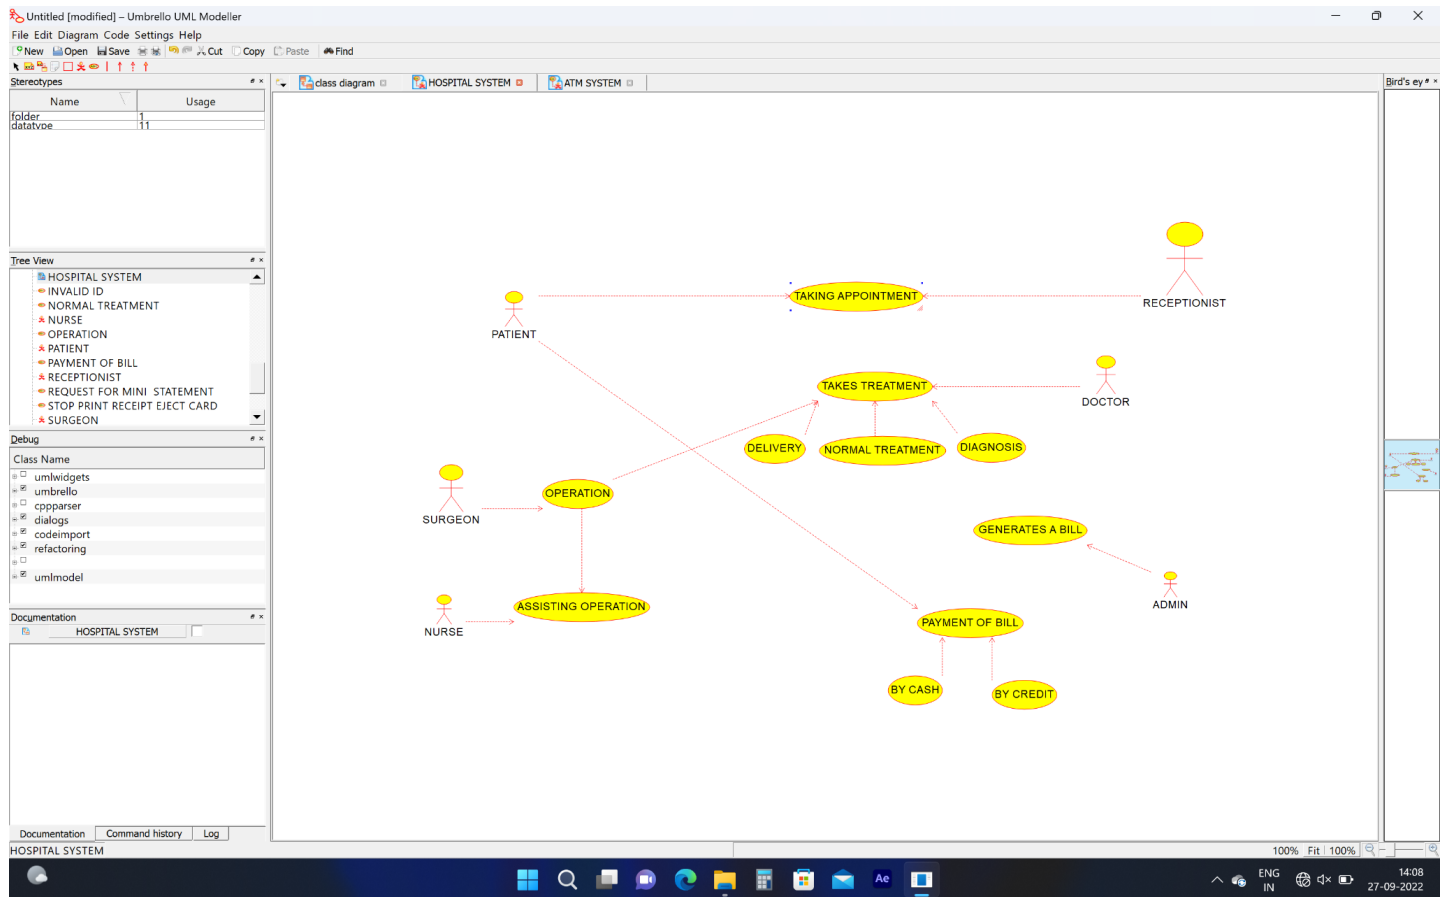 Untitled [modified] – Umbrello UML Modeller
File Edit Diagram Code Settings Help
New Open Save Cut Copy Paste Find
Stereotypes
Name Usage
folder 1
datatype 11
Tree View
HOSPITAL SYSTEM
INVALID ID
NORMAL TREATMENT
NURSE
OPERATION
PATIENT
PAYMENT OF BILL
RECEPTIONIST
REQUEST FOR MINI STATEMENT
STOP PRINT RECEIPT EJECT CARD
SURGEON
Debug
Class Name
umlwidgets
umbrello
cppparser
dialogs
codeimport
refactoring
umlmodel
Documentation
HOSPITAL SYSTEM
Documentation Command history Log
HOSPITAL SYSTEM
class diagram HOSPITAL SYSTEM ATM SYSTEM
Bird's ey
TAKING APPOINTMENT
RECEPTIONIST
PATIENT
TAKES TREATMENT
DOCTOR
DELIVERY
NORMAL TREATMENT
DIAGNOSIS
OPERATION
SURGEON
GENERATES A BILL
ADMIN
ASSISTING OPERATION
NURSE
PAYMENT OF BILL
BY CASH
BY CREDIT
100% Fit 100%
Ae
ENG
IN
14:08
27-09-2022